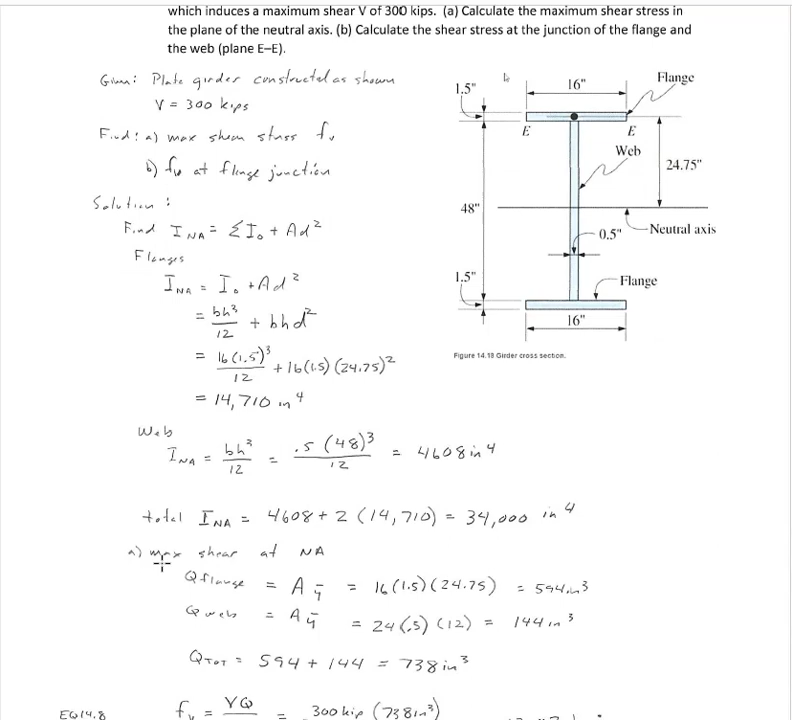 which induces a maximum shear V of 300 kips. (a) Calculate the maximum shear stress in
the plane of the neutral axis. (b) Calculate the shear stress at the junction of the flange and
the web (plane E–E).
Given: Plate girder constructed as shown
V = 300 kips
Find: a) max shear stress fv
b) fv at flange junction
Solution:
Find I NA = ΣI₀ + Ad²
Flanges
I NA = I₀ + Ad²
= bh³/12 + bhd²
= 16(1.5)³/12 + 16(1.5)(24.75)²
= 14,710 in⁴
Web
I NA = bh³/12 = .5(48)³/12 = 4608 in⁴
total I NA = 4608 + 2(14,710) = 34,000 in⁴
a) max shear at NA
Q flange = Aȳ = 16(1.5)(24.75) = 594 in³
Q web = Aȳ = 24(.5)(12) = 144 in³
Q TOT = 594 + 144 = 738 in³
EQ14.8 fv = VQ = 300 kip (738 in³)
1.5"
16"
Flange
E
E
Web
24.75"
48"
0.5"
Neutral axis
1.5"
Flange
16"
Figure 14.18 Girder cross section.